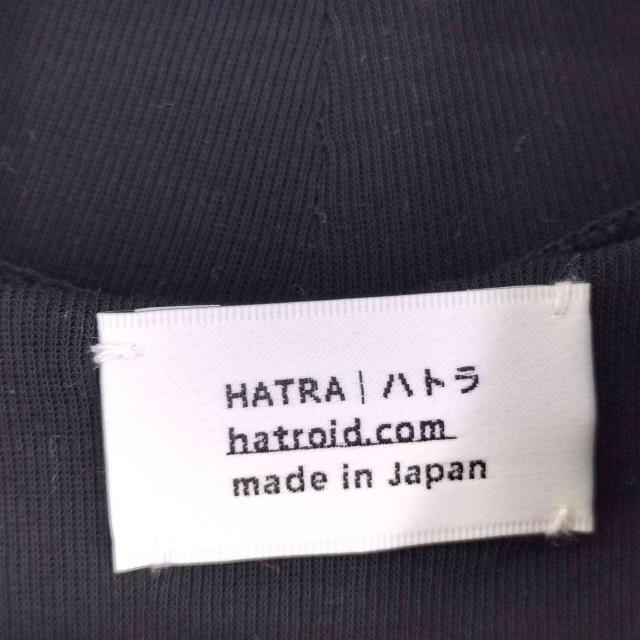 HATRA | ハトラ
hatroid.com
made in Japan